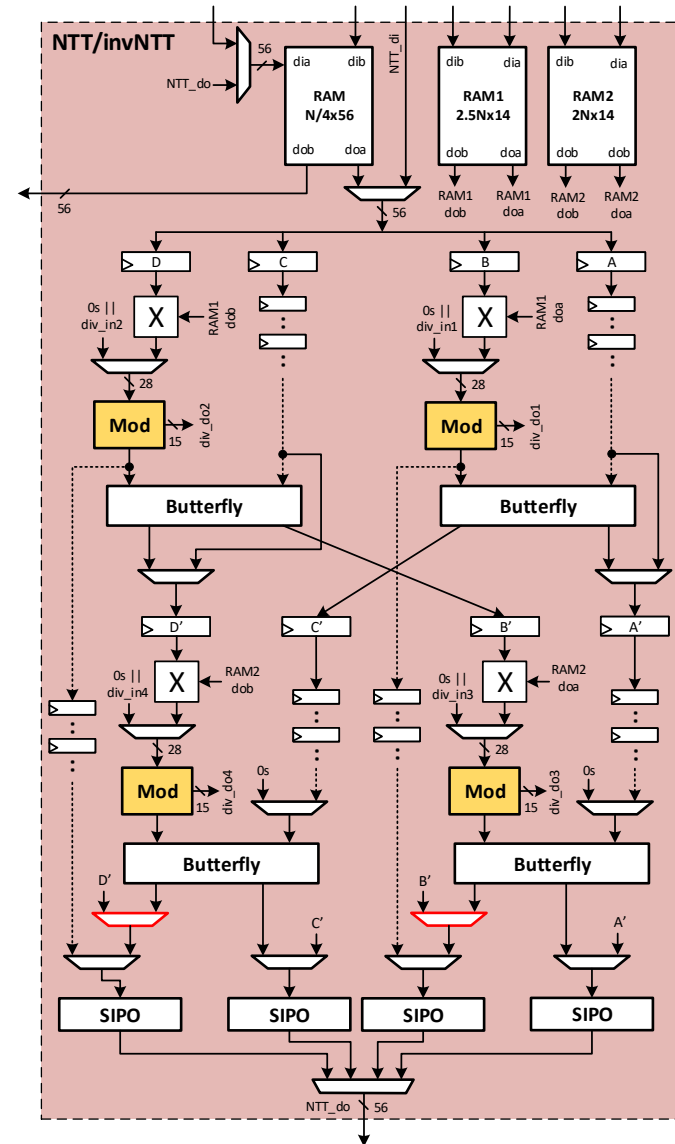 NTT/invNTT
56
NTT_do
dia
dib
RAM
N/4x56
dob
doa
NTT_di
dib
dia
RAM1
2.5Nx14
dob
doa
dib
dia
RAM2
2Nx14
dob
doa
56
56
RAM1
dob
RAM1
doa
RAM2
dob
RAM2
doa
D
C
B
A
0s ||
div_in2
X
RAM1
dob
0s ||
div_in1
X
RAM1
doa
28
28
Mod
15
div_do2
Mod
15
div_do1
Butterfly
Butterfly
D'
C'
B'
A'
0s ||
div_in4
X
RAM2
dob
0s ||
div_in3
X
RAM2
doa
28
28
Mod
15
div_do4
0s
Mod
15
div_do3
0s
Butterfly
Butterfly
D'
C'
B'
A'
SIPO
SIPO
SIPO
SIPO
NTT_do
56